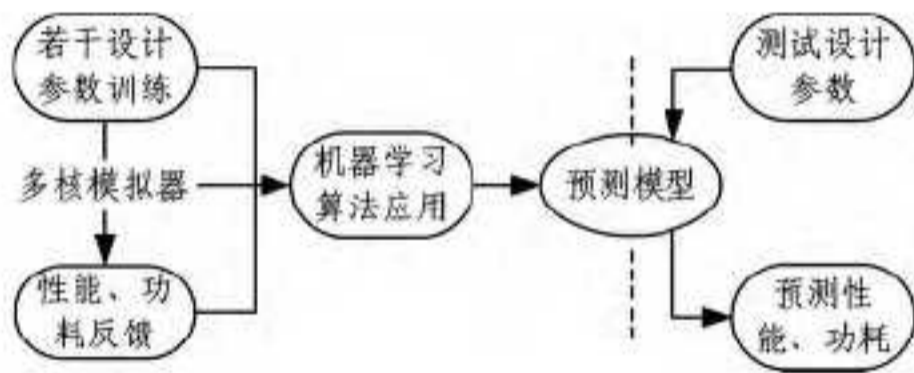 若干设计
参数训练
多核模拟器
性能、功
耗反馈
机器学习
算法应用
预测模型
测试设计
参数
预测性
能、功耗